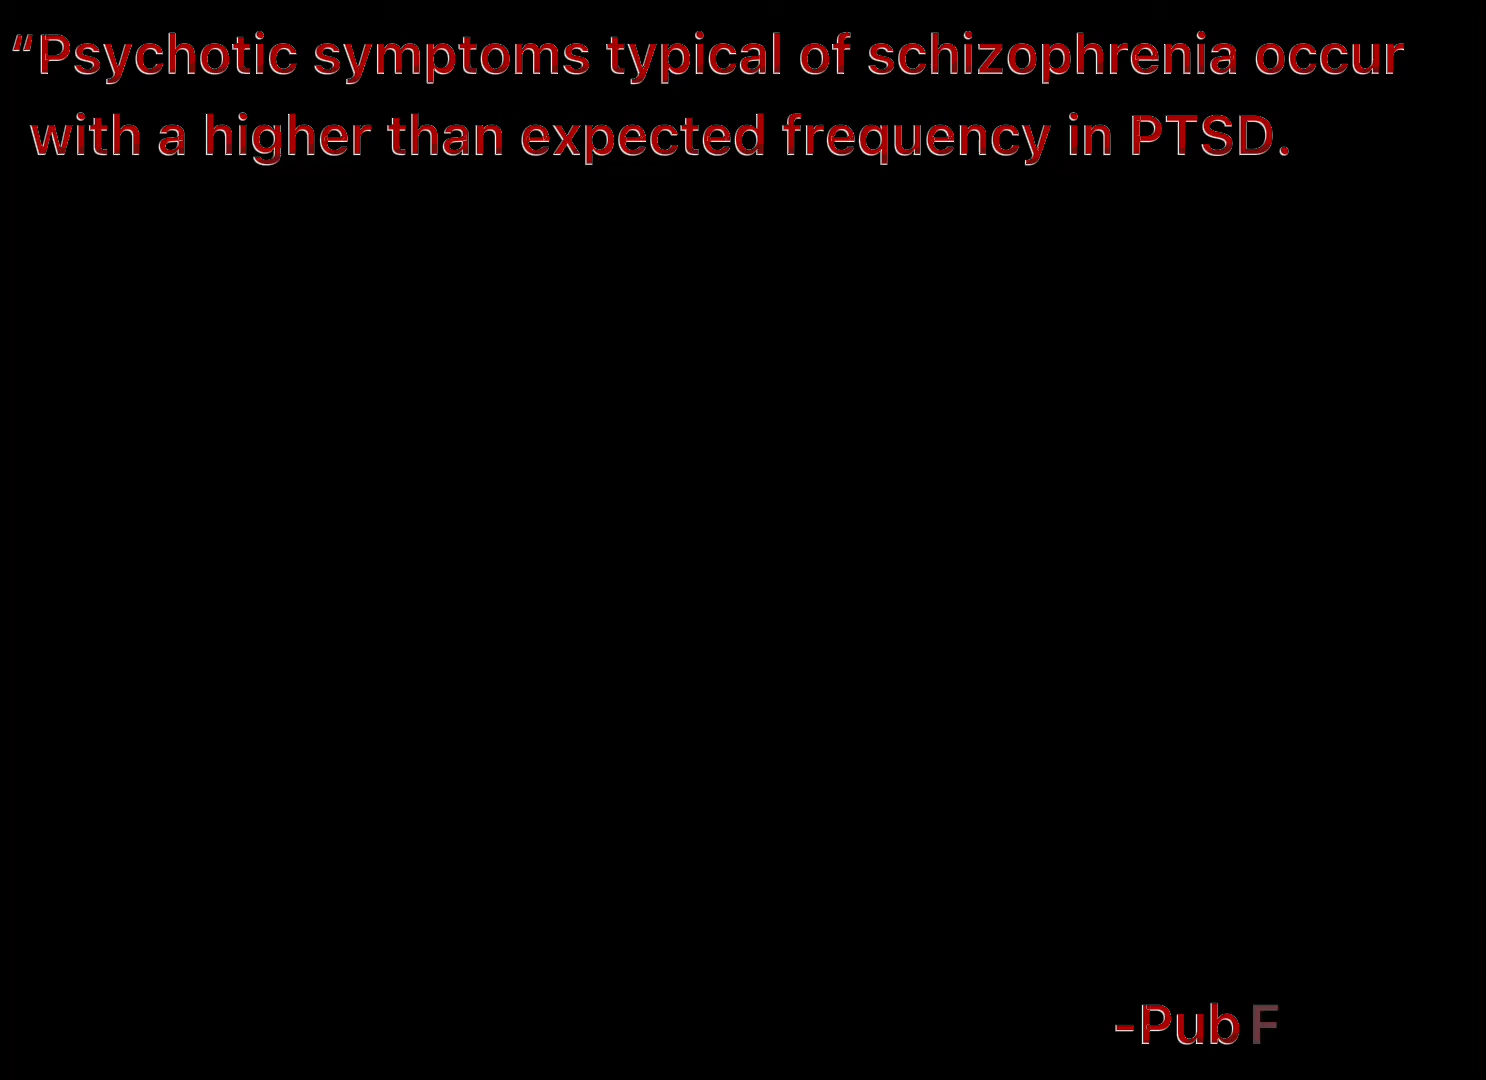 “Psychotic symptoms typical of schizophrenia occur
with a higher than expected frequency in PTSD.
-Pub F